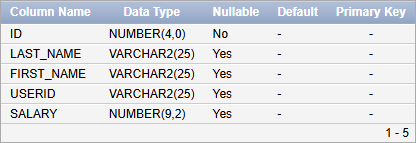 Column Name Data Type Nullable Default Primary Key
ID NUMBER(4,0) No - -
LAST_NAME VARCHAR2(25) Yes - -
FIRST_NAME VARCHAR2(25) Yes - -
USERID VARCHAR2(25) Yes - -
SALARY NUMBER(9,2) Yes - -
1 - 5